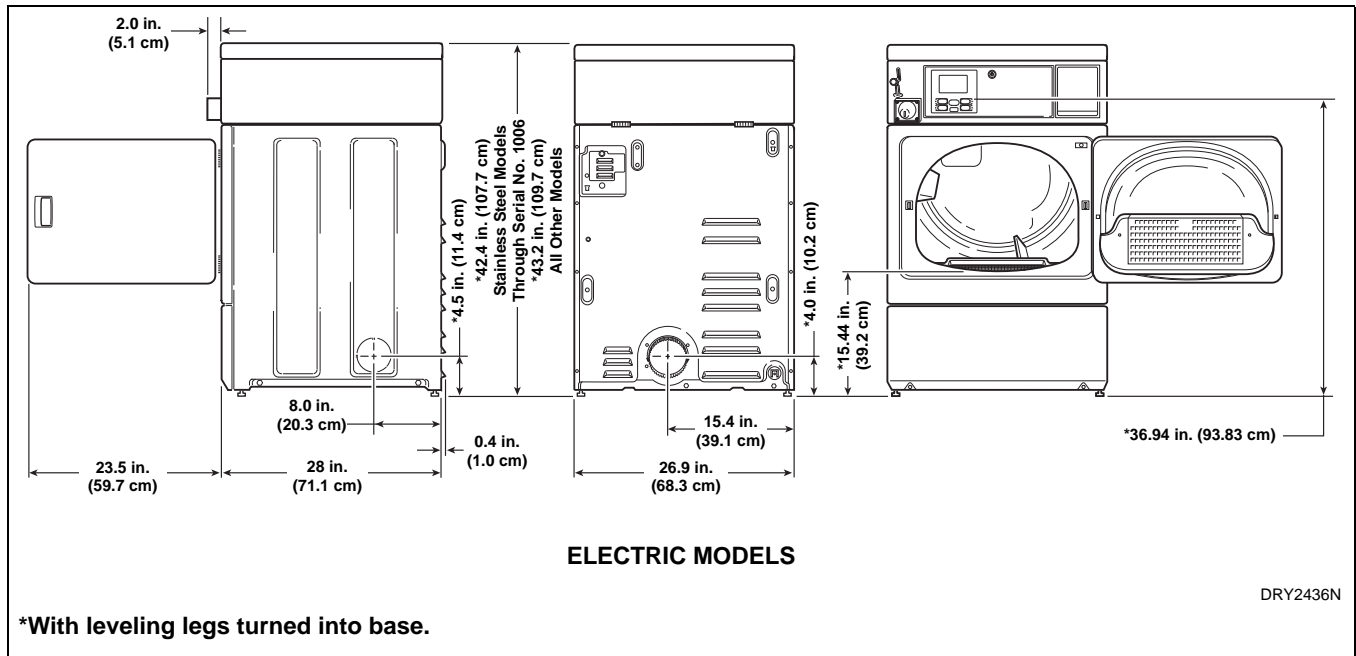 2.0 in.
(5.1 cm)
*4.5 in. (11.4 cm)
*42.4 in. (107.7 cm)
Stainless Steel Models
Through Serial No. 1006
*43.2 in. (109.7 cm)
All Other Models
*4.0 in. (10.2 cm)
*15.44 in.
(39.2 cm)
8.0 in.
(20.3 cm)
0.4 in.
(1.0 cm)
15.4 in.
(39.1 cm)
*36.94 in. (93.83 cm)
23.5 in.
(59.7 cm)
28 in.
(71.1 cm)
26.9 in.
(68.3 cm)
ELECTRIC MODELS
DRY2436N
*With leveling legs turned into base.